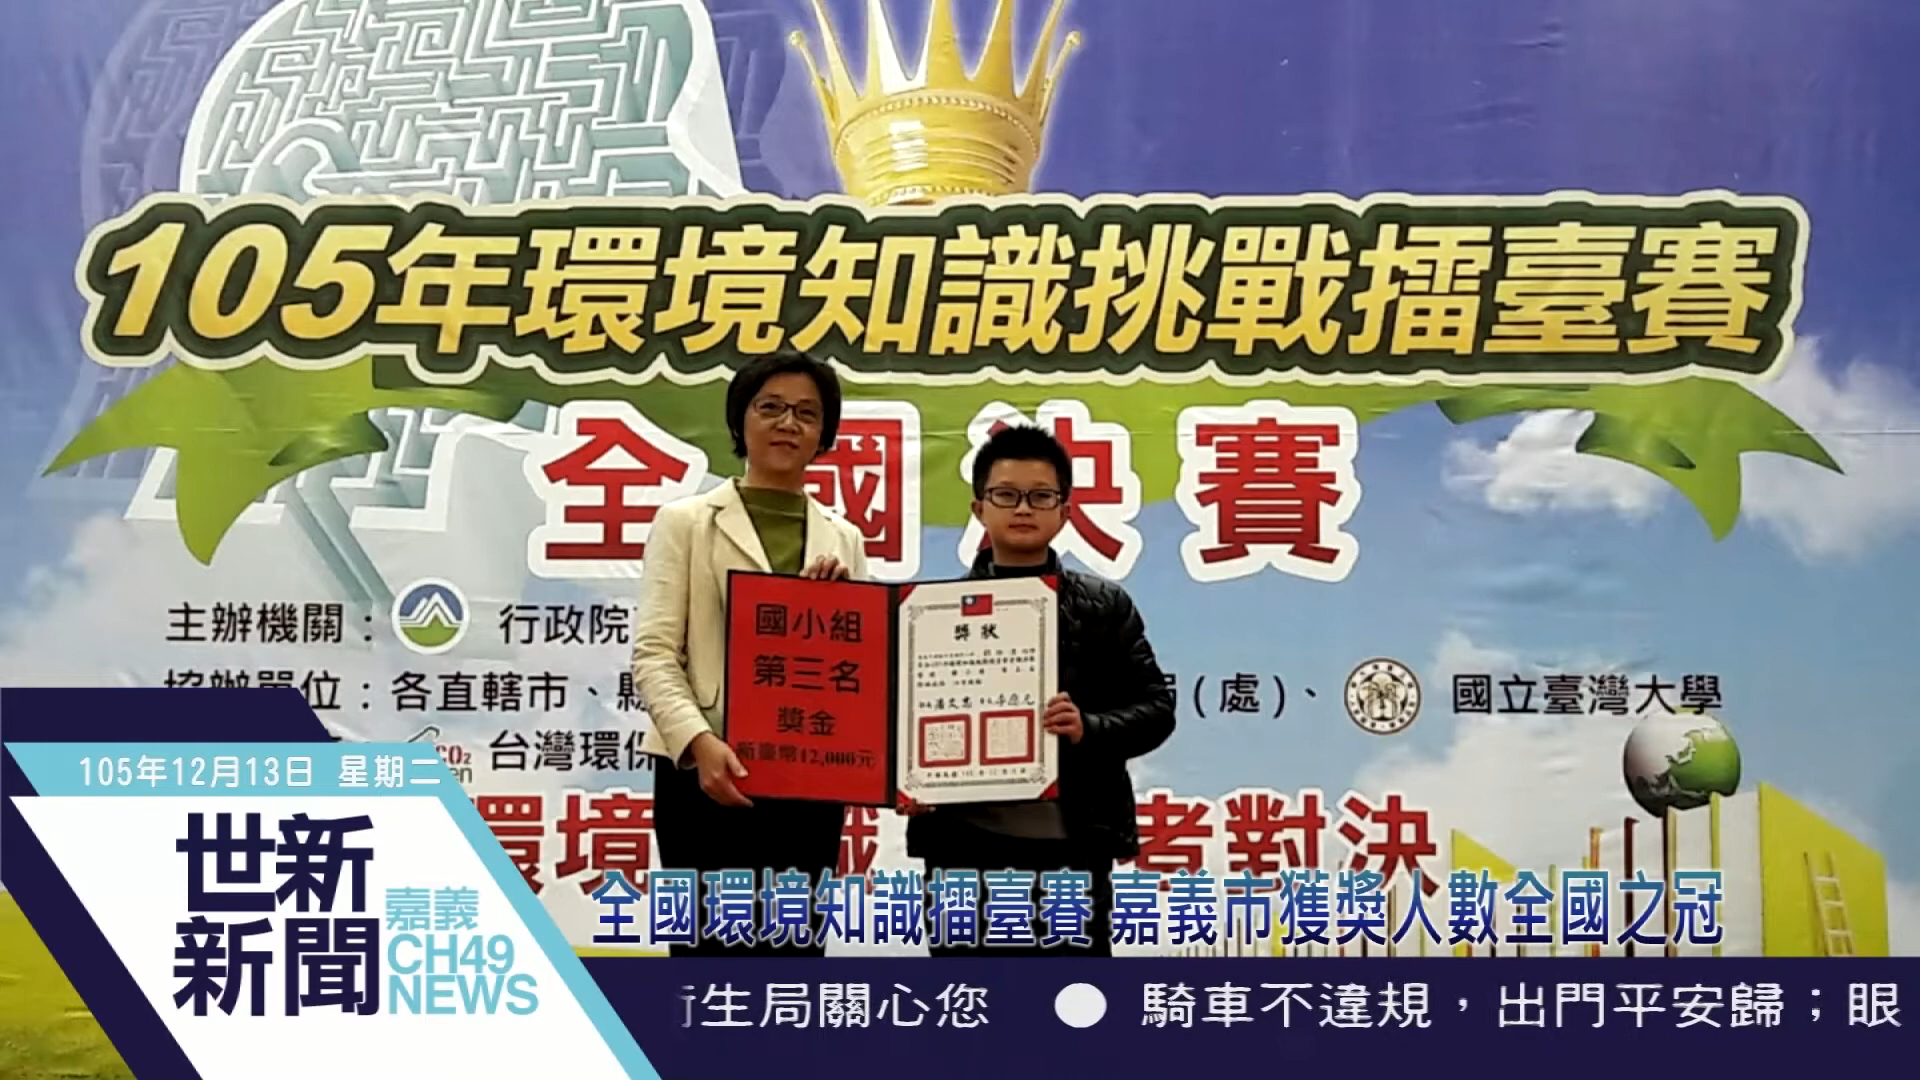 105年環境知識挑戰擂臺賽
全國決賽
主辦機關： 行政院
協辦單位：各直轄市、縣 局(處)、 國立臺灣大學
台灣環保
環境 識 者對決
國小組
第三名
獎金
新臺幣12,000元
獎狀
105年12月13日 星期二
世新
新聞
嘉義
CH49
NEWS
全國環境知識擂臺賽 嘉義市獲獎人數全國之冠
衛生局關心您 ● 騎車不違規，出門平安歸；眼